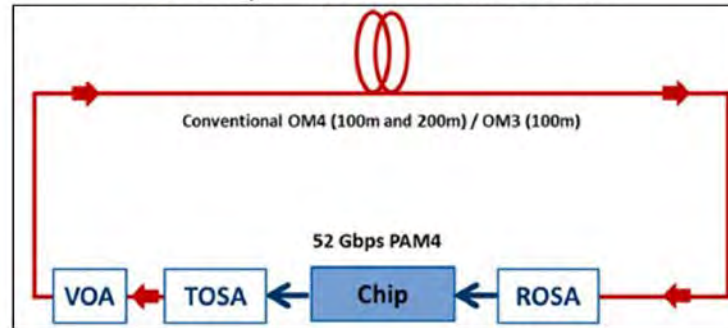 Conventional OM4 (100m and 200m) / OM3 (100m)
52 Gbps PAM4
VOA
TOSA
Chip
ROSA